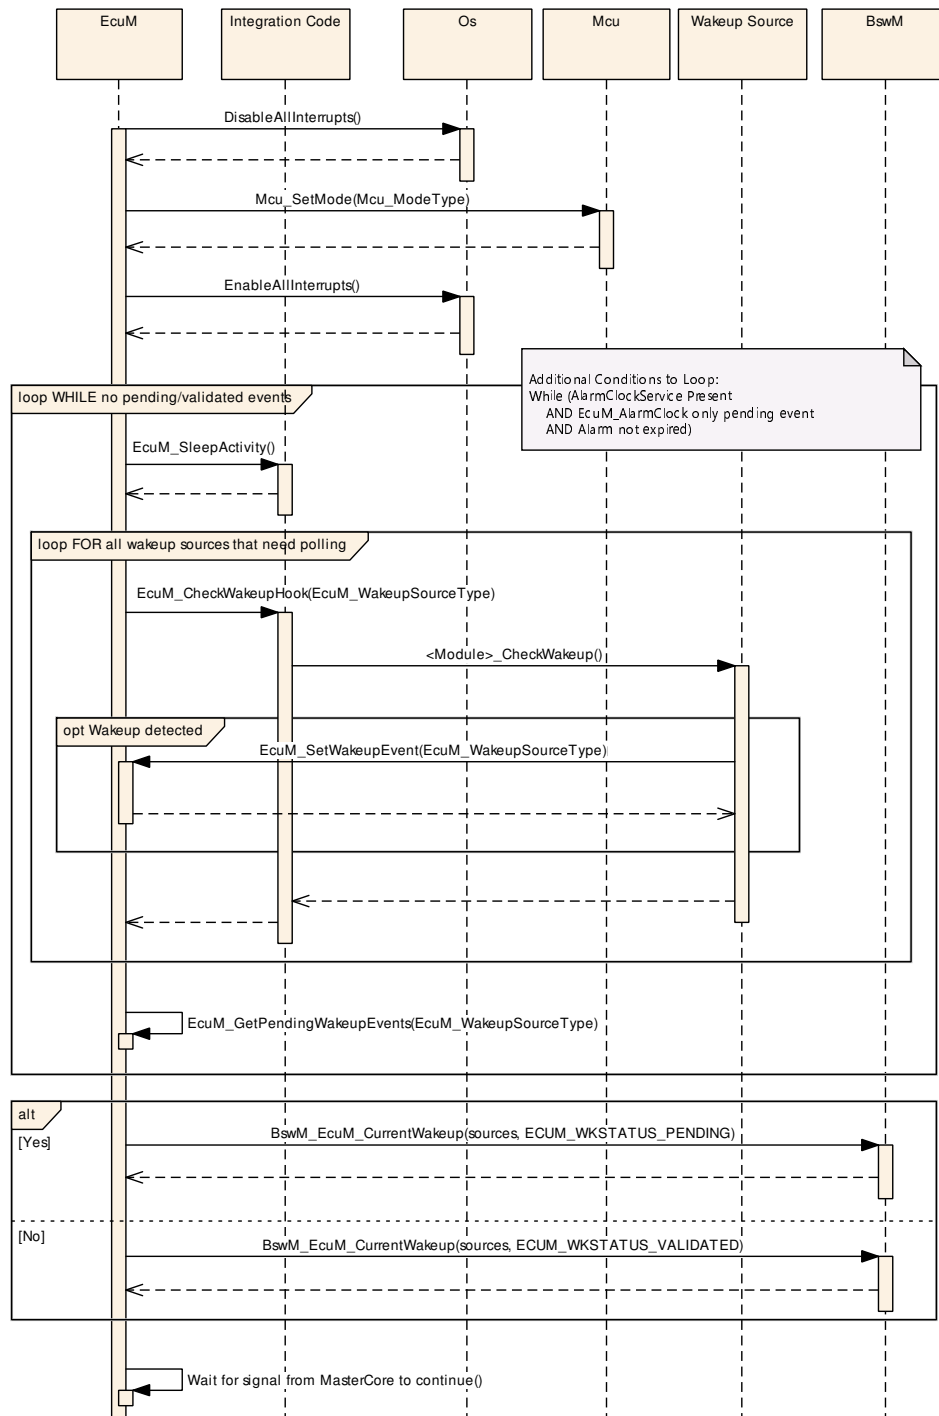 EcuM
Integration Code
Os
Mcu
Wakeup Source
BswM
DisableAllInterrupts()
Mcu_SetMode(Mcu_ModeType)
EnableAllInterrupts()
Additional Conditions to Loop:
While (AlarmClockService Present
AND EcuM_AlarmClock only pending event
AND Alarm not expired)
loop WHILE no pending/validated events
EcuM_SleepActivity()
loop FOR all wakeup sources that need polling
EcuM_CheckWakeupHook(EcuM_WakeupSourceType)
<Module>_CheckWakeup()
opt Wakeup detected
EcuM_SetWakeupEvent(EcuM_WakeupSourceType)
EcuM_GetPendingWakeupEvents(EcuM_WakeupSourceType)
alt
[Yes]
BswM_EcuM_CurrentWakeup(sources, ECUM_WKSTATUS_PENDING)
[No]
BswM_EcuM_CurrentWakeup(sources, ECUM_WKSTATUS_VALIDATED)
Wait for signal from MasterCore to continue()